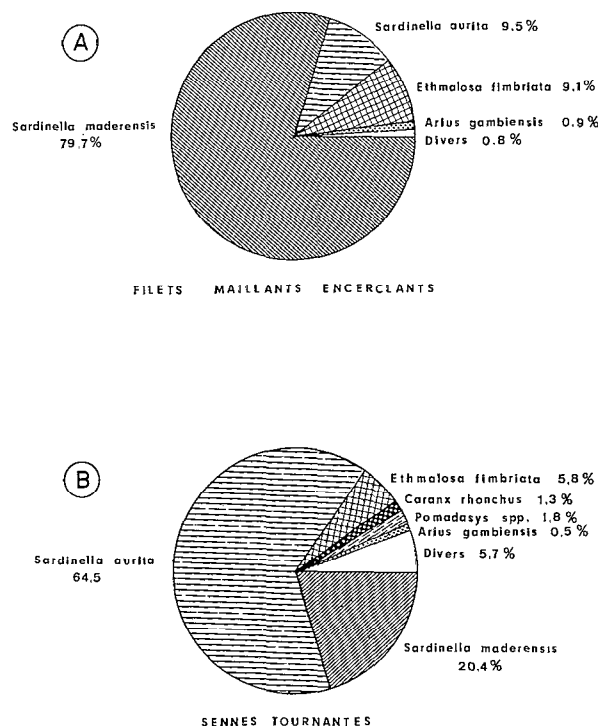 A
Sardinella aurita 9.5%
Ethmalosa fimbriata 9,1%
Arius gambiensis 0.9%
Divers 0.8%
Sardinella maderensis
79.7%
FILETS MAILLANTS ENCERCLANTS
B
Ethmalosa fimbriata 5,8%
Caranx rhonchus 1,3%
Pomadasys spp. 1,8%
Arius gambiensis 0,5%
Divers 5,7%
Sardinella aurita
64,5
Sardinella maderensis
20,4%
SENNES TOURNANTES